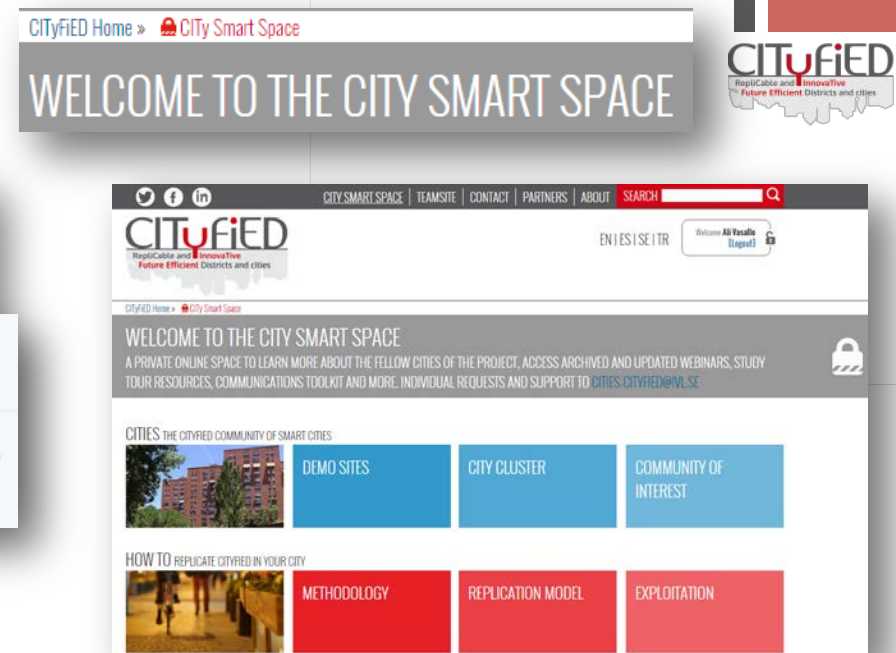 CITyFiED Home » CITy Smart Space
WELCOME TO THE CITY SMART SPACE
CITyFiED
RepliCable and InnovaTive
Future Efficient Districts and cities
CITY SMART SPACE | TEAMSITE | CONTACT | PARTNERS | ABOUT SEARCH
CITyFiED
RepliCable and InnovaTive
Future Efficient Districts and cities
EN | ES | SE | TR
Welcome Ali Vasallo
[Logout]
CITyFiED Home » CITy Smart Space
WELCOME TO THE CITY SMART SPACE
A PRIVATE ONLINE SPACE TO LEARN MORE ABOUT THE FELLOW CITIES OF THE PROJECT, ACCESS ARCHIVED AND UPDATED WEBINARS, STUDY
TOUR RESOURCES, COMMUNICATIONS TOOLKIT AND MORE. INDIVIDUAL REQUESTS AND SUPPORT TO CITIES-CITYFIED@IVL.SE
CITIES THE CITYFIED COMMUNITY OF SMART CITIES
DEMO SITES
CITY CLUSTER
COMMUNITY OF
INTEREST
HOW TO REPLICATE CITYFIED IN YOUR CITY
METHODOLOGY
REPLICATION MODEL
EXPLOITATION